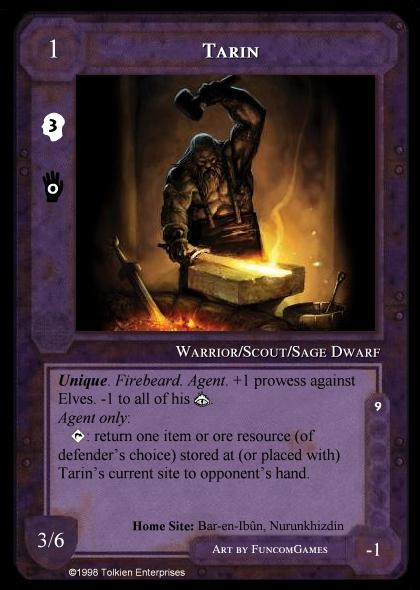 1
TARIN
3
0
WARRIOR/SCOUT/SAGE DWARF
Unique. Firebeard. Agent. +1 prowess against
Elves. -1 to all of his
Agent only:
: return one item or ore resource (of
defender's choice) stored at (or placed with)
Tarin's current site to opponent's hand.
9
Home Site: Bar-en-Ibûn, Nurunkhizdin
3/6
ART BY FUNCOMGAMES
-1
©1998 Tolkien Enterprises